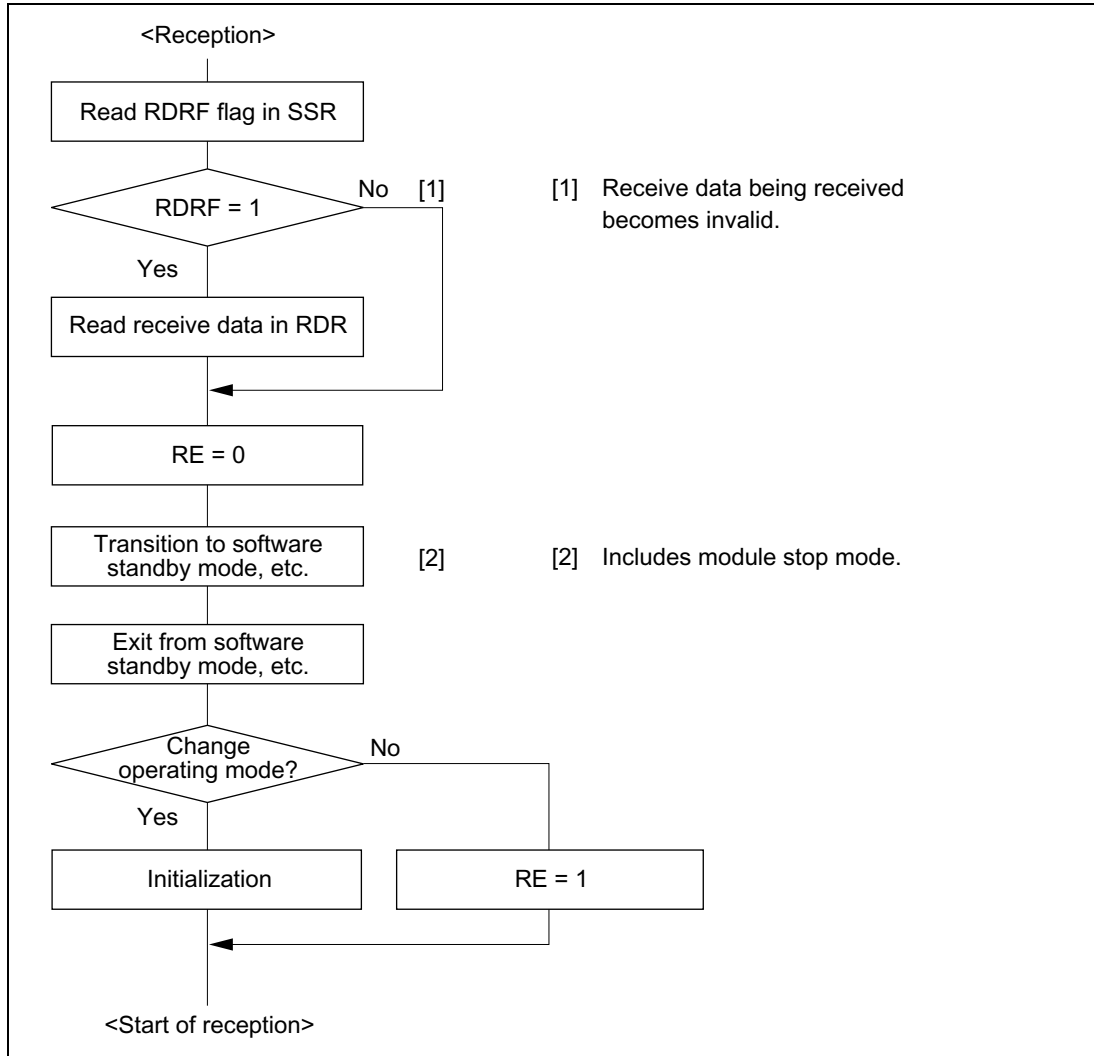 <Reception>
Read RDRF flag in SSR
No [1]
[1] Receive data being received
becomes invalid.
RDRF = 1
Yes
Read receive data in RDR
RE = 0
Transition to software
standby mode, etc.
[2]
[2] Includes module stop mode.
Exit from software
standby mode, etc.
Change
operating mode?
No
Yes
Initialization
RE = 1
<Start of reception>